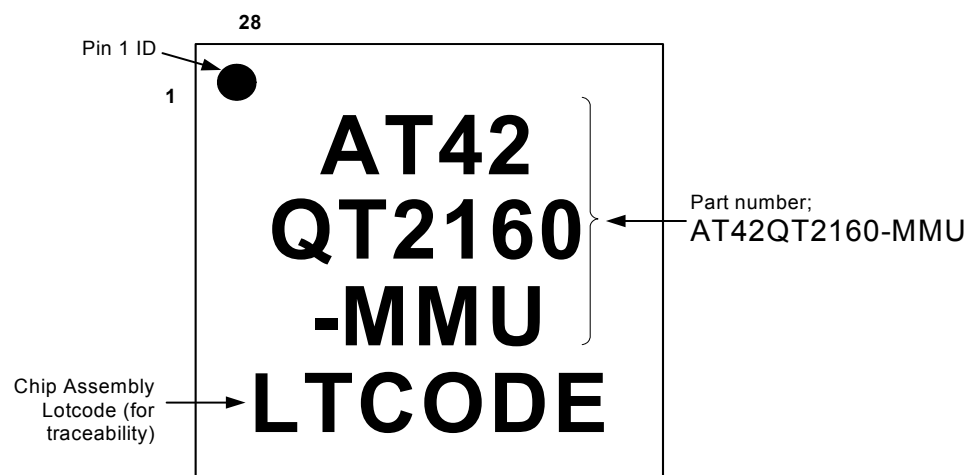 28
Pin 1 ID
1
AT42
QT2160
-MMU
Part number;
AT42QT2160-MMU
Chip Assembly
Lotcode (for
traceability)
LTCODE